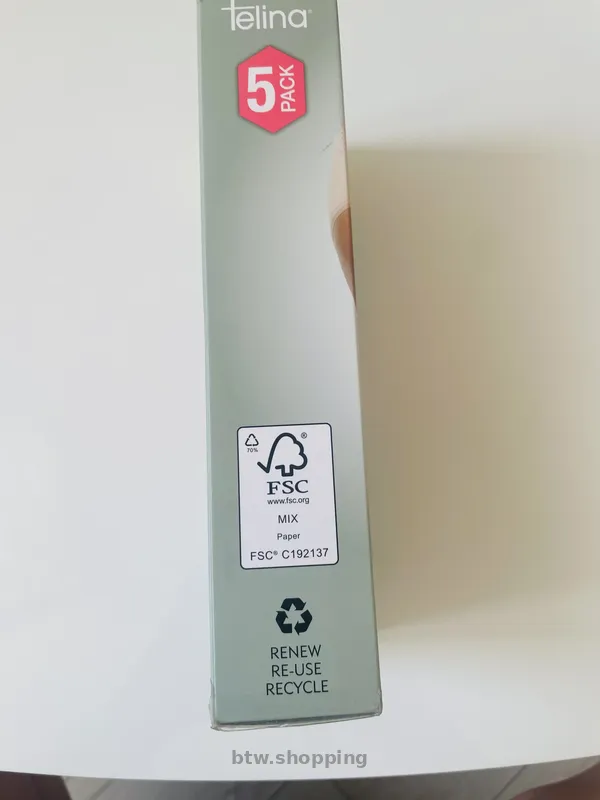 Telina®
5 PACK
70%
®
FSC
www.fsc.org
MIX
Paper
FSC® C192137
RENEW
RE-USE
RECYCLE
btw.shopping